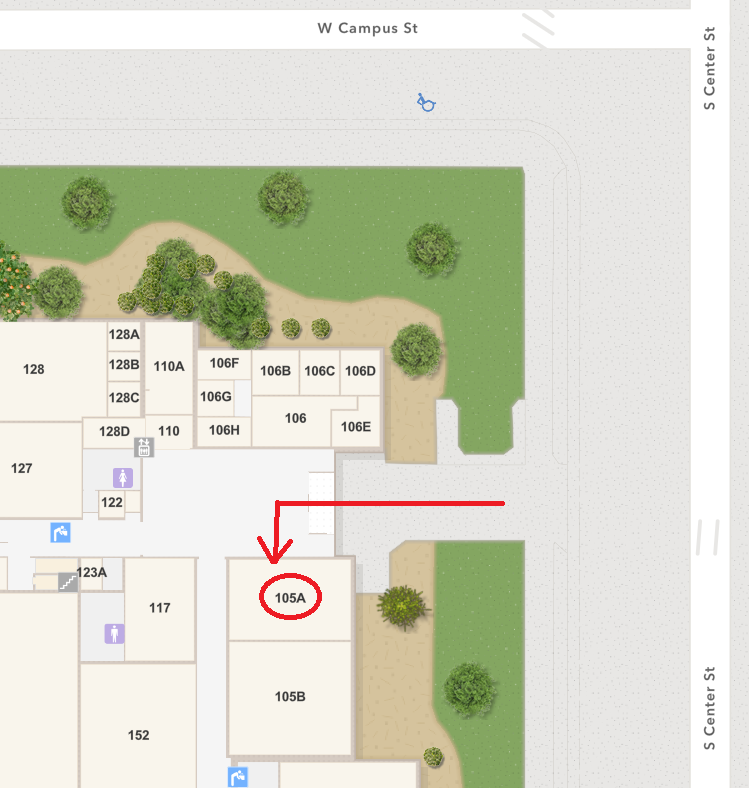 W Campus St
S Center St
128A
128
128B
110A
106F
106B
106C
106D
128C
106G
106
106E
128D
110
106H
127
122
123A
105A
117
105B
S Center St
152